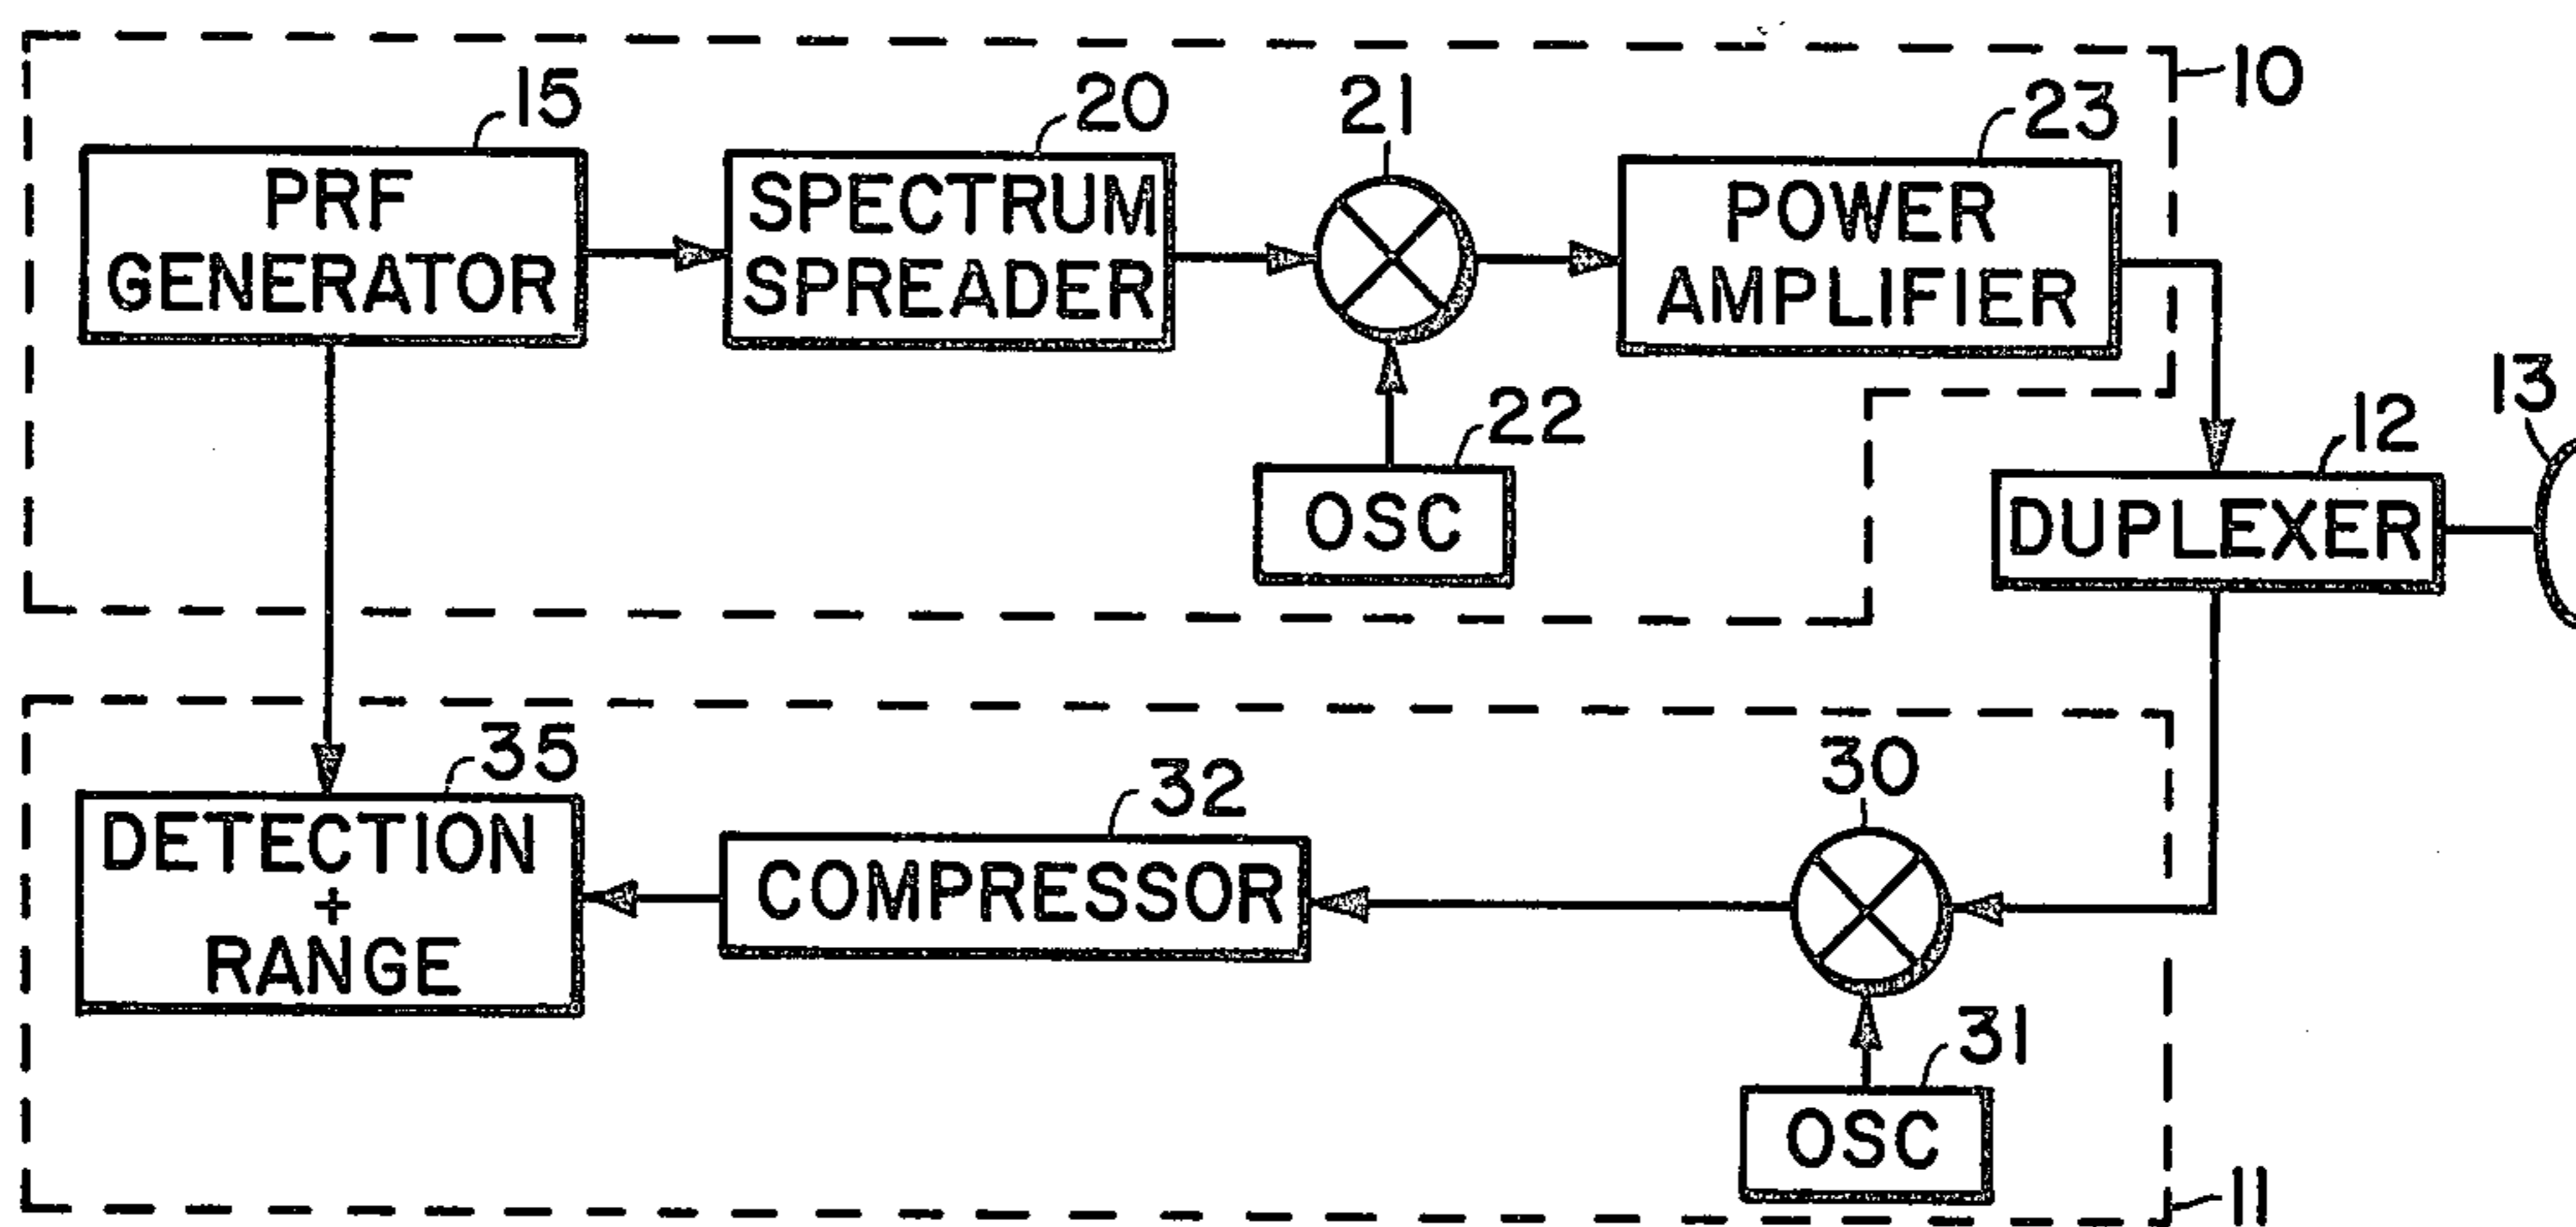 10
15
20
21
23
PRF
GENERATOR
SPECTRUM
SPREADER
POWER
AMPLIFIER
22
OSC
12
13
DUPLEXER
35
DETECTION
+
RANGE
32
COMPRESSOR
30
31
OSC
11